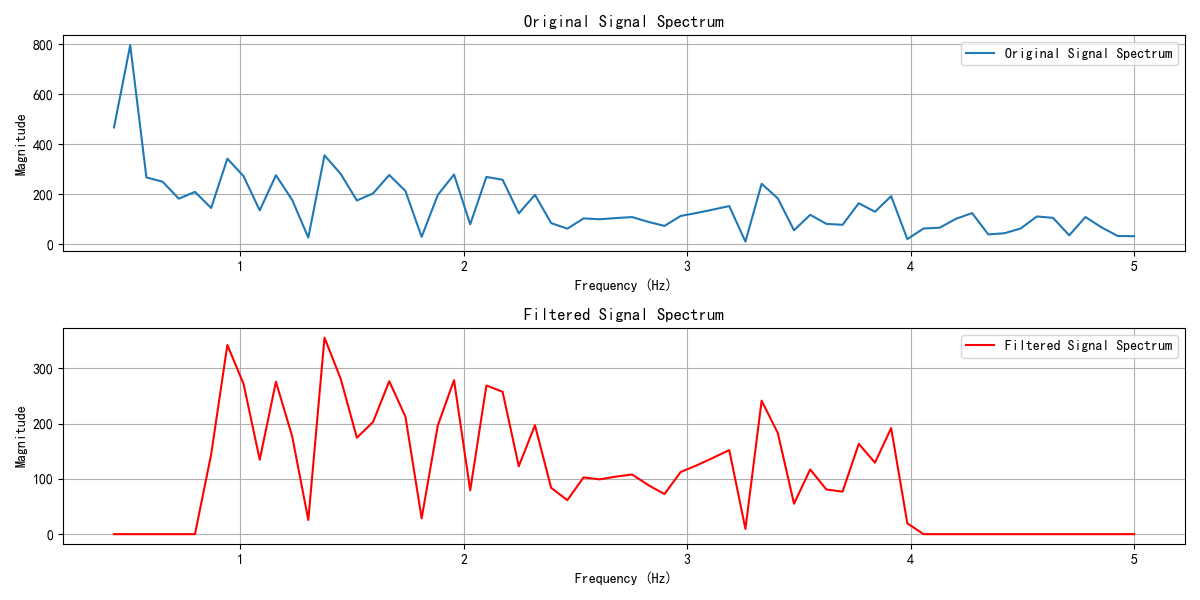 Original Signal Spectrum
Original Signal Spectrum
Magnitude
800
600
400
200
0
1 2 3 4 5
Frequency (Hz)
Filtered Signal Spectrum
Filtered Signal Spectrum
Magnitude
300
200
100
0
1 2 3 4 5
Frequency (Hz)